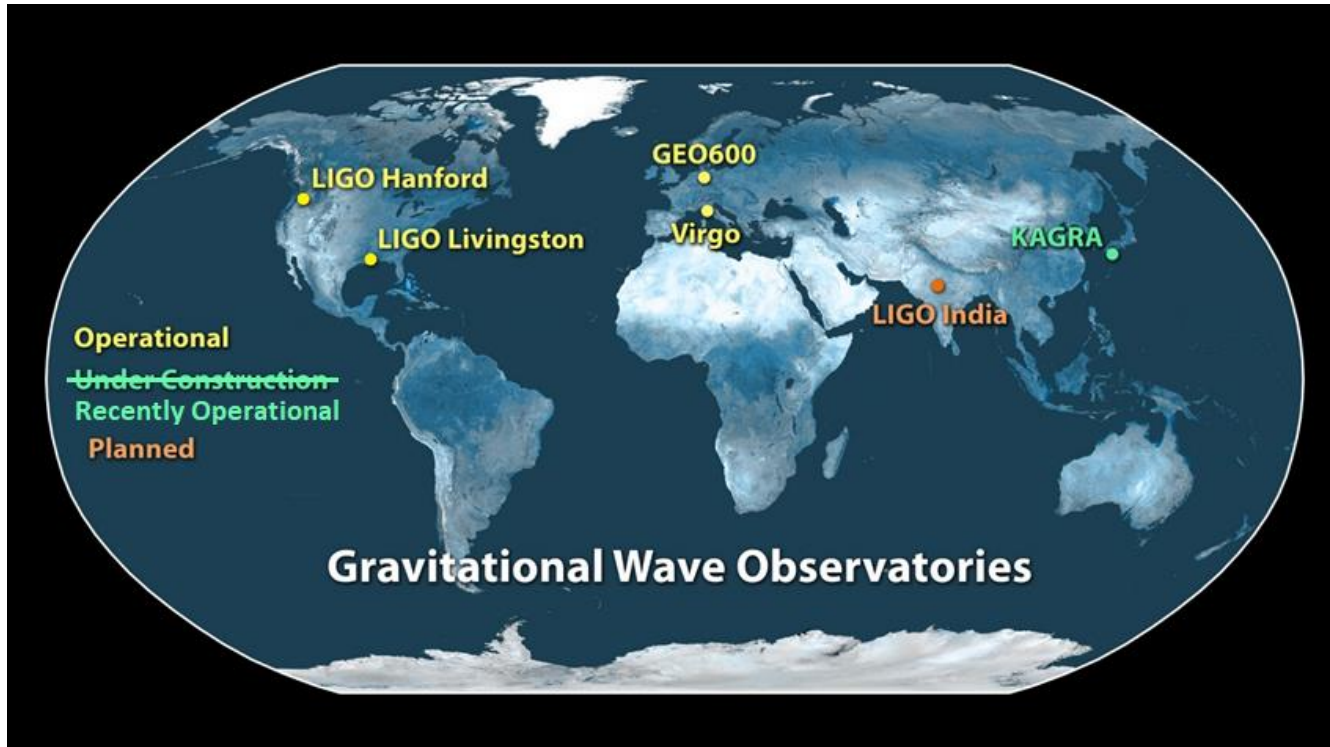 GEO600
LIGO Hanford
Virgo
LIGO Livingston
KAGRA
LIGO India
Operational
Under Construction
Recently Operational
Planned
Gravitational Wave Observatories